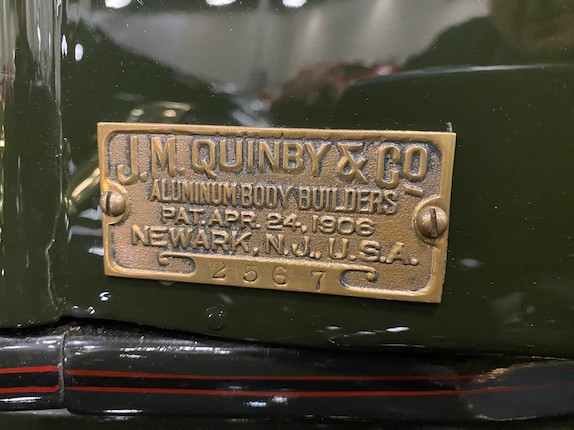 J.M. QUINBY & CO.
ALUMINUM BODY BUILDERS
PAT. APR. 24, 1906
NEWARK, N.J., U.S.A.
2567